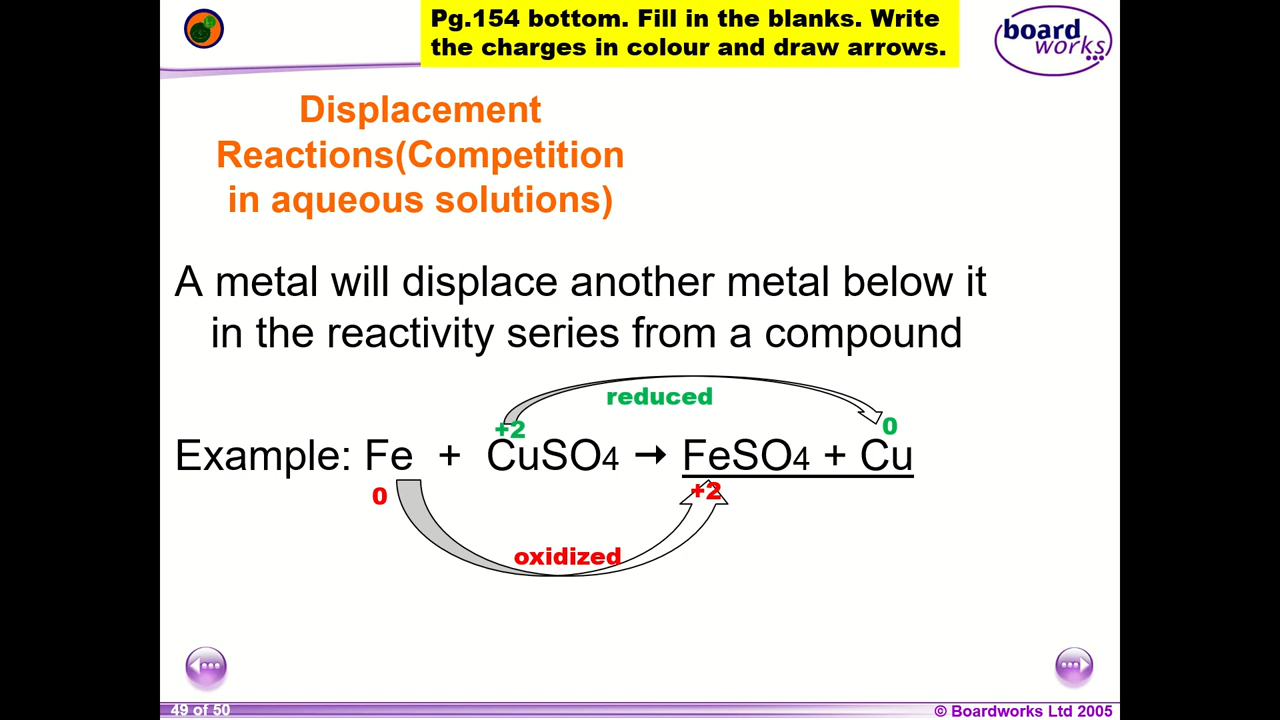 Pg.154 bottom. Fill in the blanks. Write
the charges in colour and draw arrows.
board
works
Displacement
Reactions(Competition
in aqueous solutions)
A metal will displace another metal below it
in the reactivity series from a compound
reduced
+2 0
Example: Fe + CuSO4 → FeSO4 + Cu
0 +2
oxidized
49 of 50
© Boardworks Ltd 2005